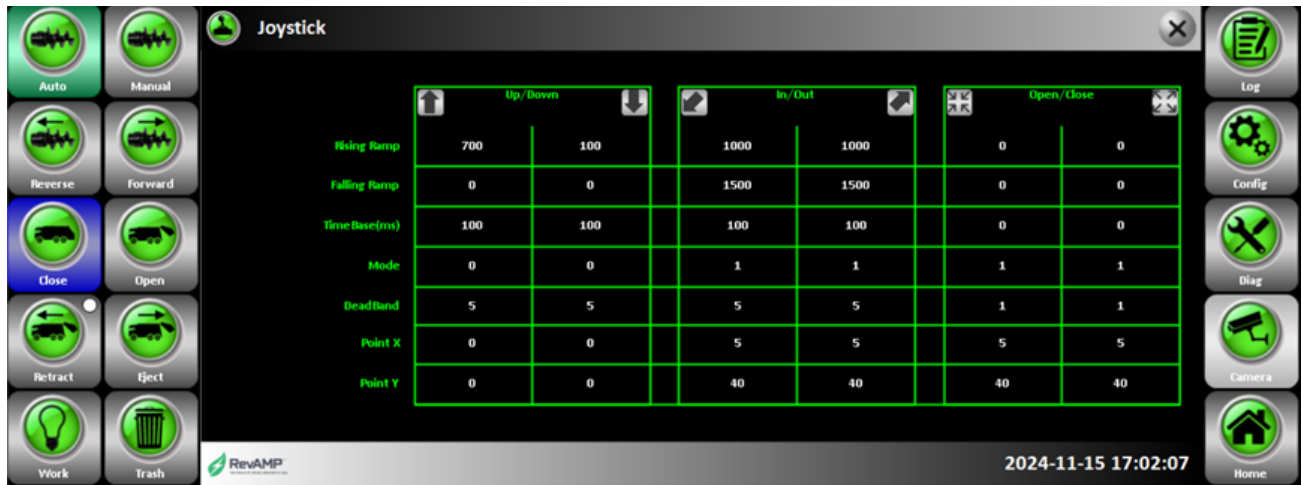 Joystick
Auto Manual
Log
Up/Down In/Out Open/Close
Rising Ramp 700 100 1000 1000 0 0
Reverse Forward
Falling Ramp 0 0 1500 1500 0 0
Config
Time Base(ms) 100 100 100 100 0 0
Mode 0 0 1 1 1 1
Close Open
Diag
DeadBand 5 5 5 5 1 1
Point X 0 0 5 5 5 5
Retract Eject
Camera
Point Y 0 0 40 40 40 40
RevAMP
2024-11-15 17:02:07
Work Trash
Home